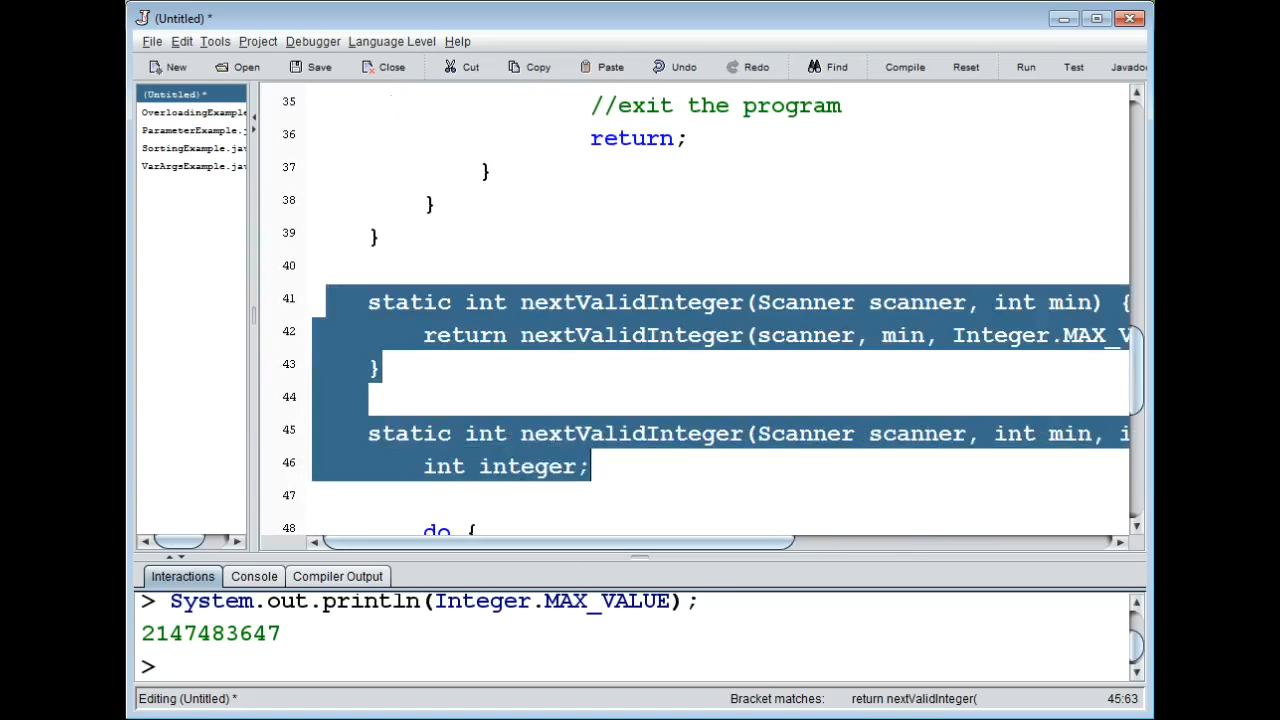 (Untitled) *
File Edit Tools Project Debugger Language Level Help
New Open Save Close Cut Copy Paste Undo Redo Find Compile Reset Run Test Javadoc
(Untitled)*
OverloadingExample
ParameterExample.j
SortingExample.jav
VarArgsExample.jav
35 //exit the program
36 return;
37 }
38 }
39 }
40
41 static int nextValidInteger(Scanner scanner, int min) {
42 return nextValidInteger(scanner, min, Integer.MAX_V
43 }
44
45 static int nextValidInteger(Scanner scanner, int min, i
46 int integer;
47
48 do {
Interactions Console Compiler Output
> System.out.println(Integer.MAX_VALUE);
2147483647
>
Editing (Untitled) * Bracket matches: return nextValidInteger( 45:63